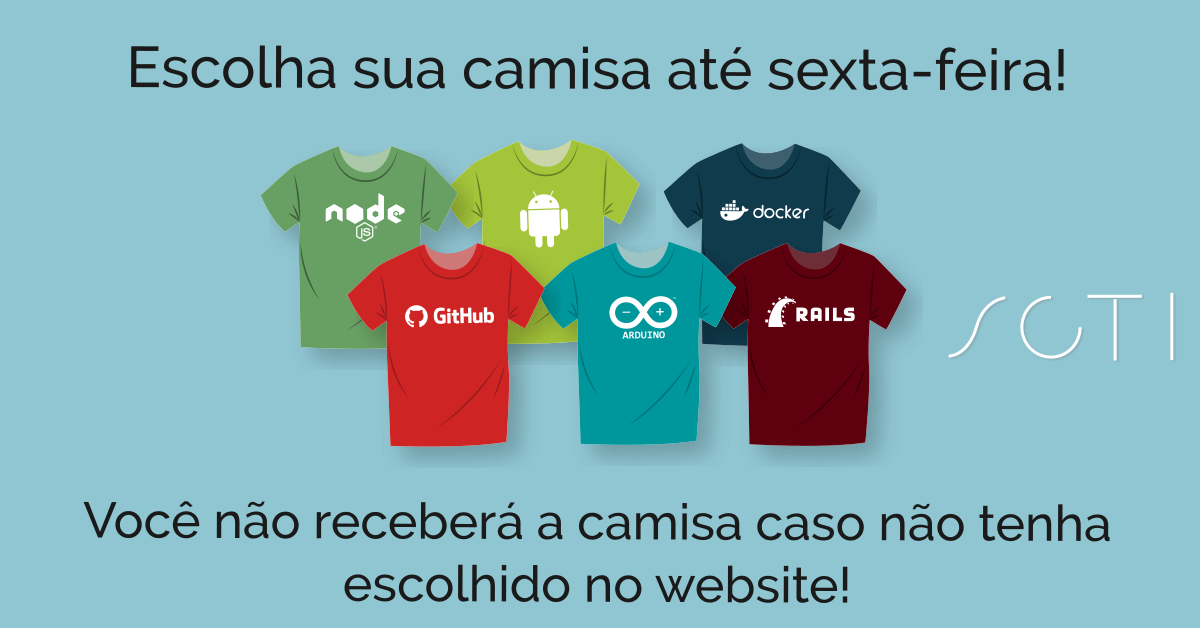 Escolha sua camisa até sexta-feira!
node
JS
docker
GitHub
ARDUINO
RAILS
SCTI
Você não receberá a camisa caso não tenha
escolhido no website!